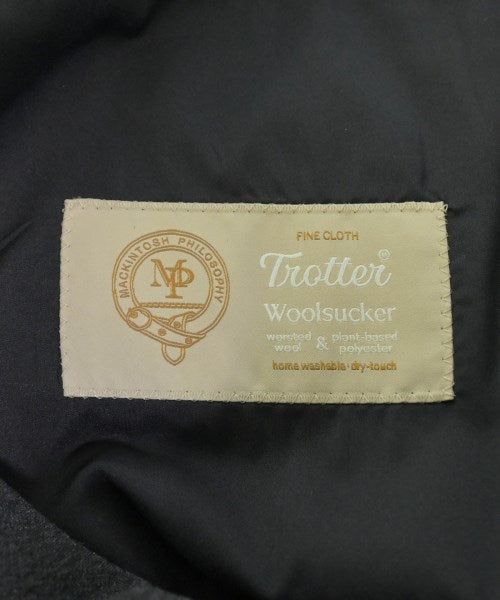 MACKINTOSH PHILOSOPHY
MP
FINE CLOTH
Trotter®
Woolsucker
worsted wool & plant-based polyester
home washable · dry-touch